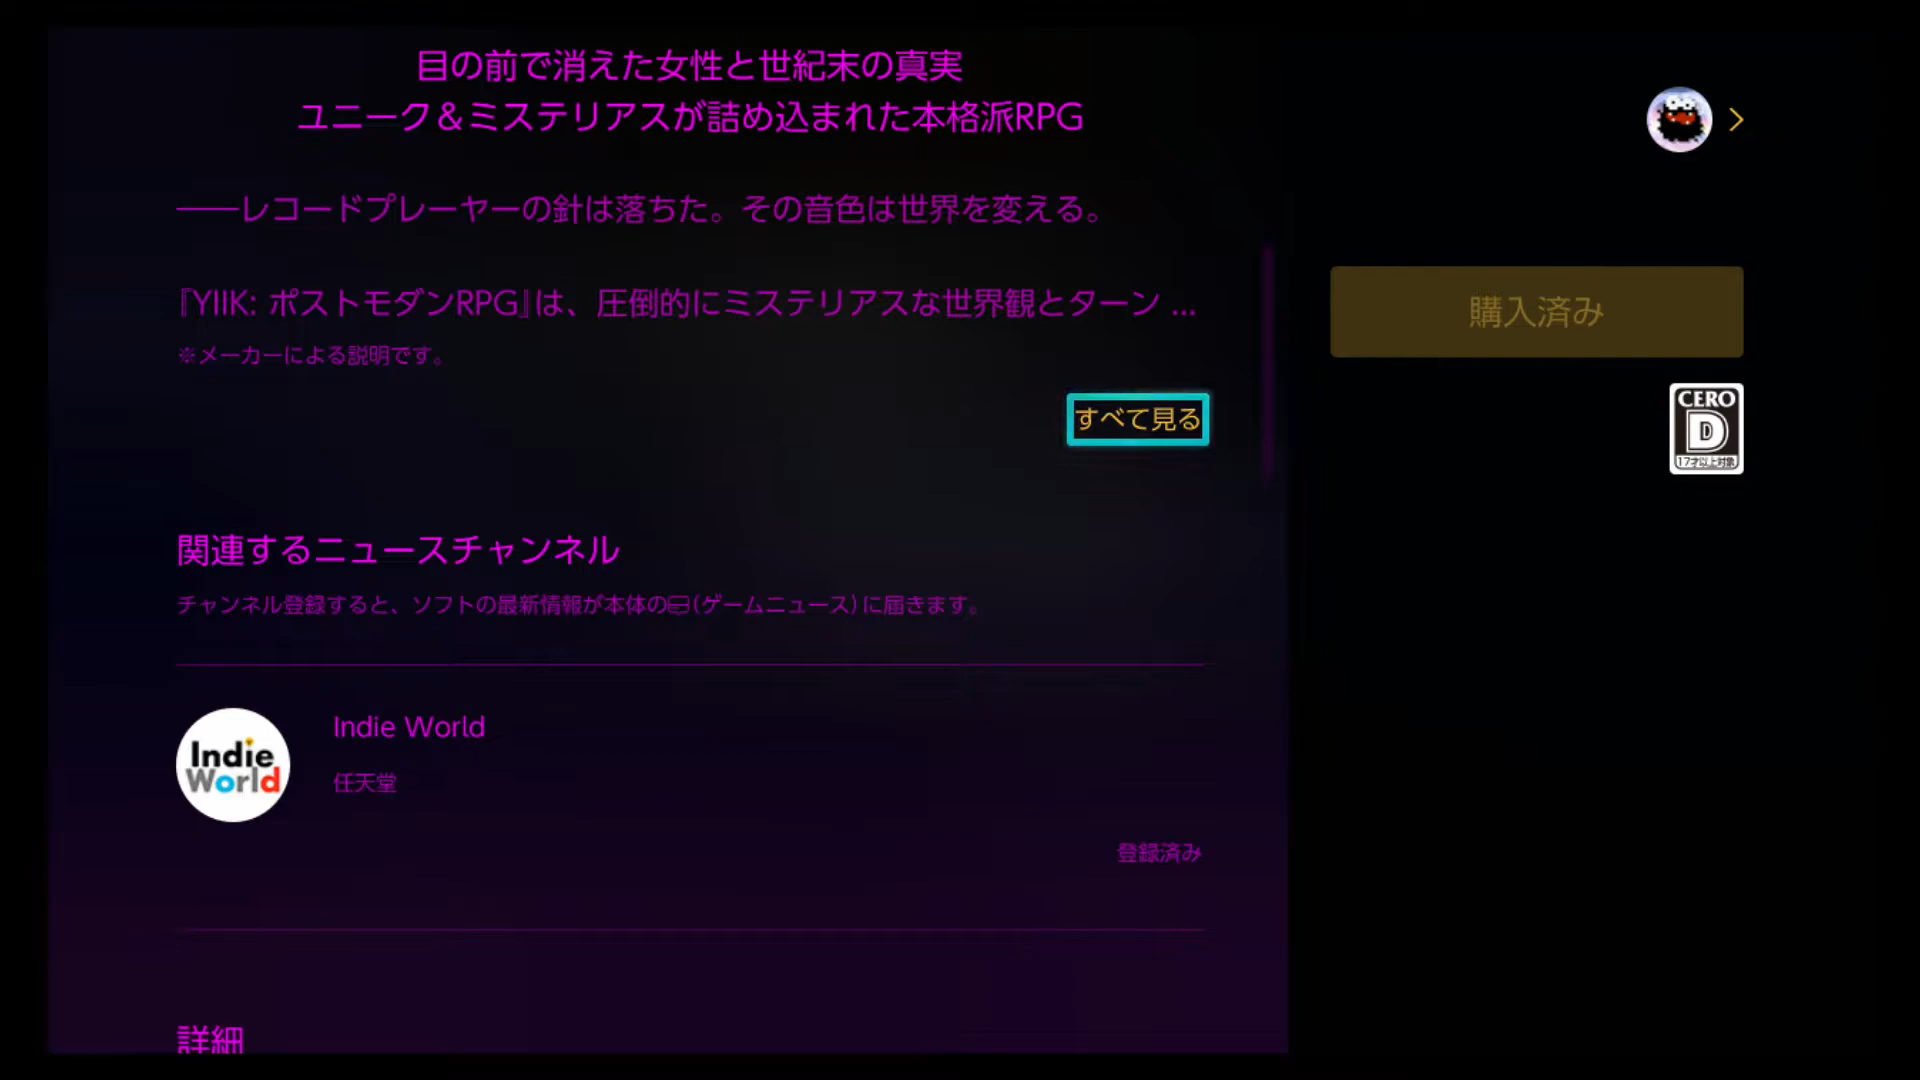 目の前で消えた女性と世紀末の真実
ユニーク＆ミステリアスが詰め込まれた本格派RPG
――レコードプレーヤーの針は落ちた。その音色は世界を変える。
『YIIK: ポストモダンRPG』は、圧倒的にミステリアスな世界観とターン ...
※メーカーによる説明です。
すべて見る
購入済み
CERO
D
17才以上対象
関連するニュースチャンネル
チャンネル登録すると、ソフトの最新情報が本体の(ゲームニュース)に届きます。
Indie World
Indie World
任天堂
登録済み
詳細